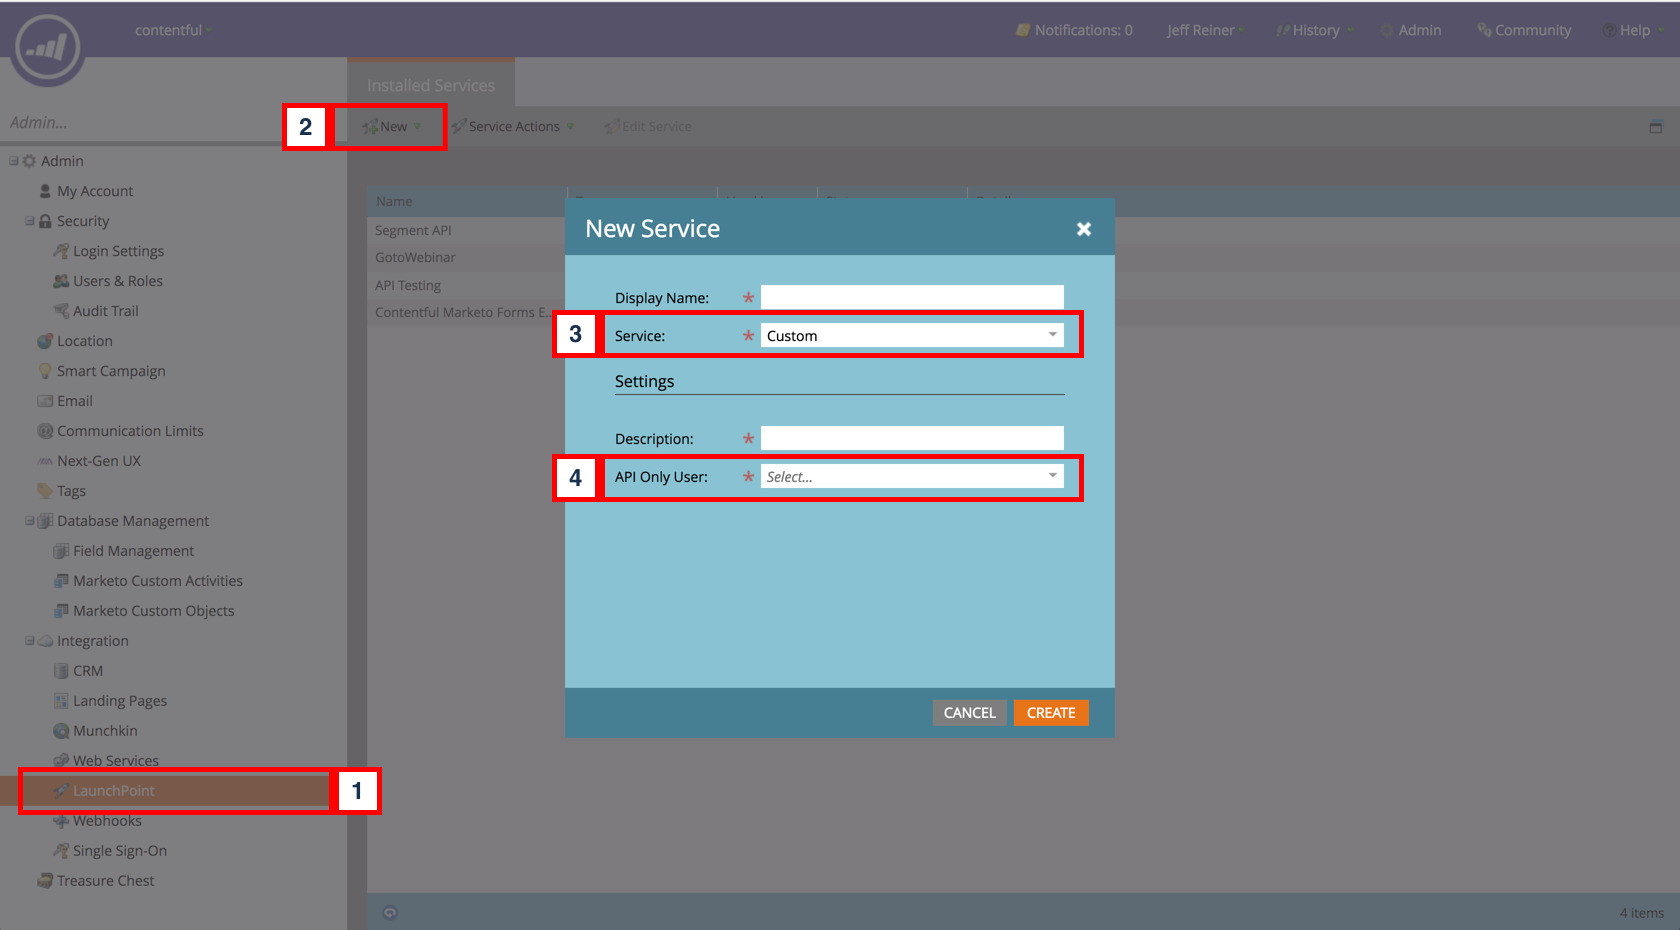 contentful
Notifications: 0
Jeff Reiner
History
Admin
Community
Help
Installed Services
Admin...
2
New
Service Actions
Edit Service
Admin
My Account
Security
Login Settings
Users & Roles
Audit Trail
Location
Smart Campaign
Email
Communication Limits
Next-Gen UX
Tags
Database Management
Field Management
Marketo Custom Activities
Marketo Custom Objects
Integration
CRM
Landing Pages
Munchkin
Web Services
LaunchPoint
1
Webhooks
Single Sign-On
Treasure Chest
Name
Segment API
GotoWebinar
API Testing
Contentful Marketo Forms E...
New Service
Display Name: *
3
Service: * Custom
Settings
Description: *
4
API Only User: * Select...
CANCEL
CREATE
4 items